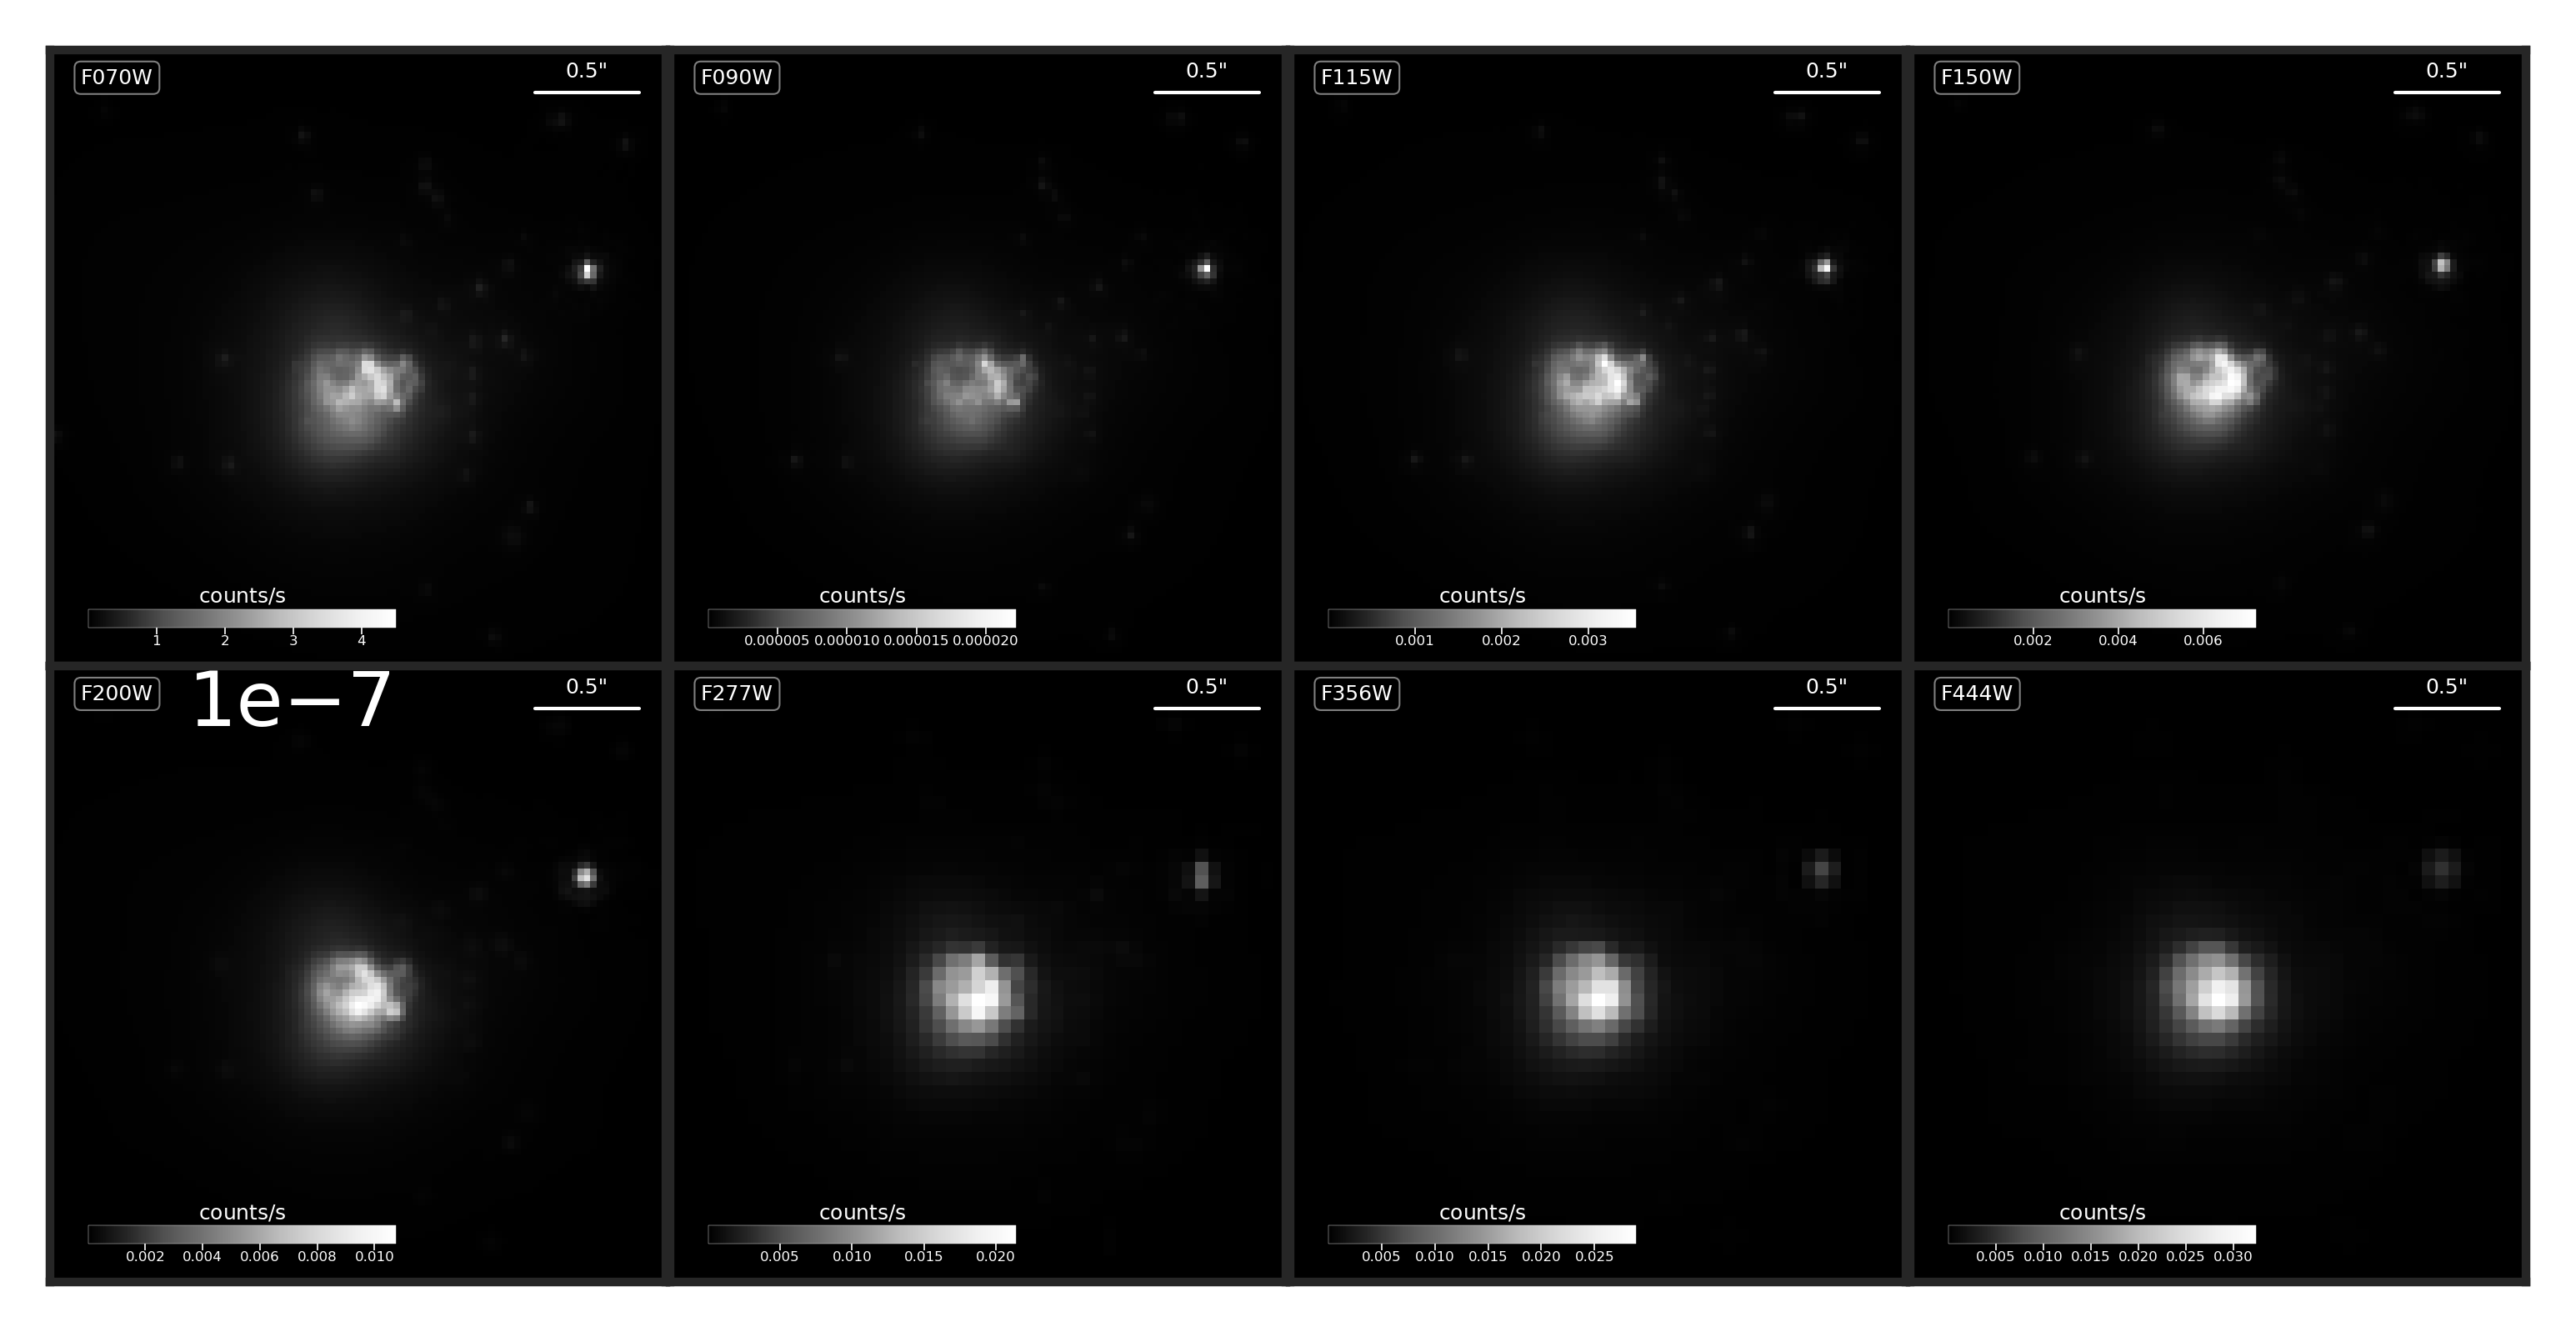 F070W 0.5"
F090W 0.5"
F115W 0.5"
F150W 0.5"
counts/s
1 2 3 4
counts/s
0.000005 0.000010 0.000015 0.000020
counts/s
0.001 0.002 0.003
counts/s
0.002 0.004 0.006
F200W 1e−7 0.5"
F277W 0.5"
F356W 0.5"
F444W 0.5"
counts/s
0.002 0.004 0.006 0.008 0.010
counts/s
0.005 0.010 0.015 0.020
counts/s
0.005 0.010 0.015 0.020 0.025
counts/s
0.005 0.010 0.015 0.020 0.025 0.030